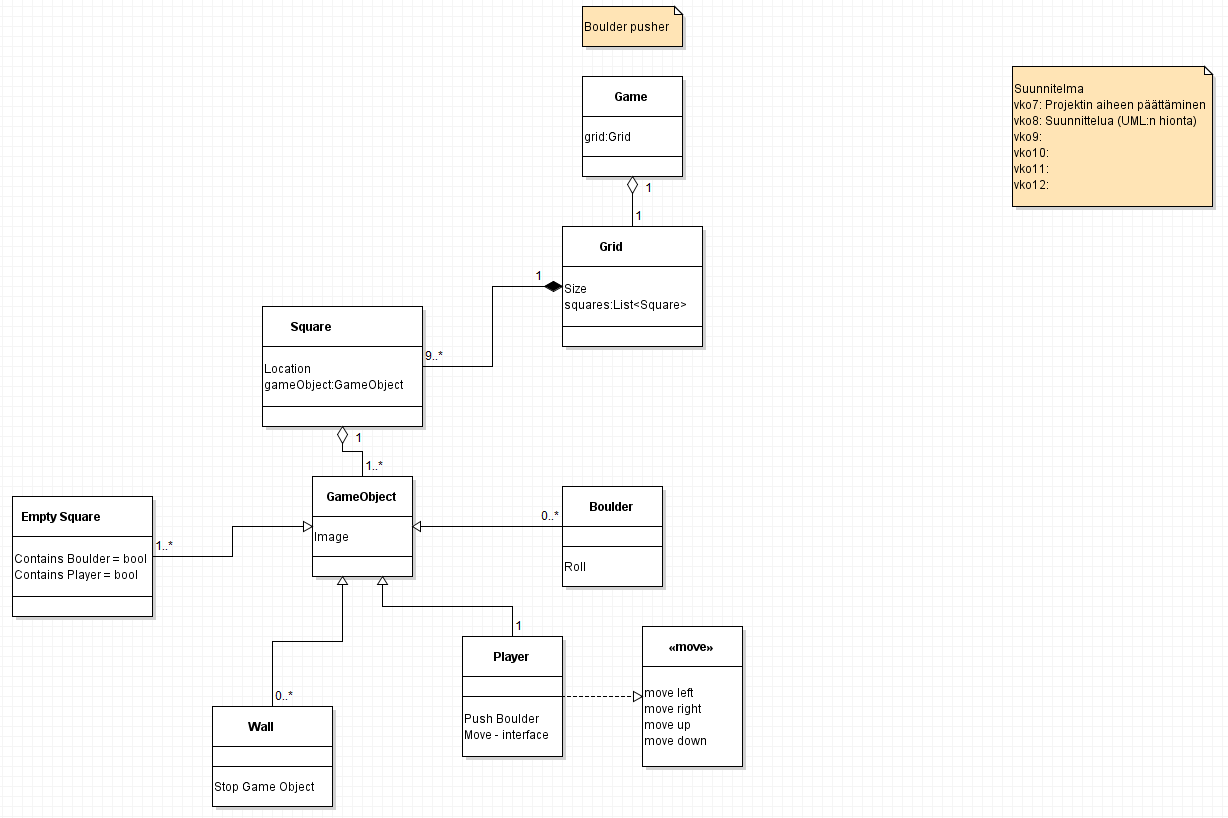 Boulder pusher
Suunnitelma
vko7: Projektin aiheen päättäminen
vko8: Suunnittelua (UML:n hionta)
vko9:
vko10:
vko11:
vko12:
Game
grid:Grid
1
1
Grid
Size
squares:List<Square>
1
9..*
Square
Location
gameObject:GameObject
1
1..*
GameObject
Image
Empty Square
Contains Boulder = bool
Contains Player = bool
1..*
Boulder
Roll
0..*
Wall
Stop Game Object
0..*
Player
Push Boulder
Move - interface
1
«move»
move left
move right
move up
move down